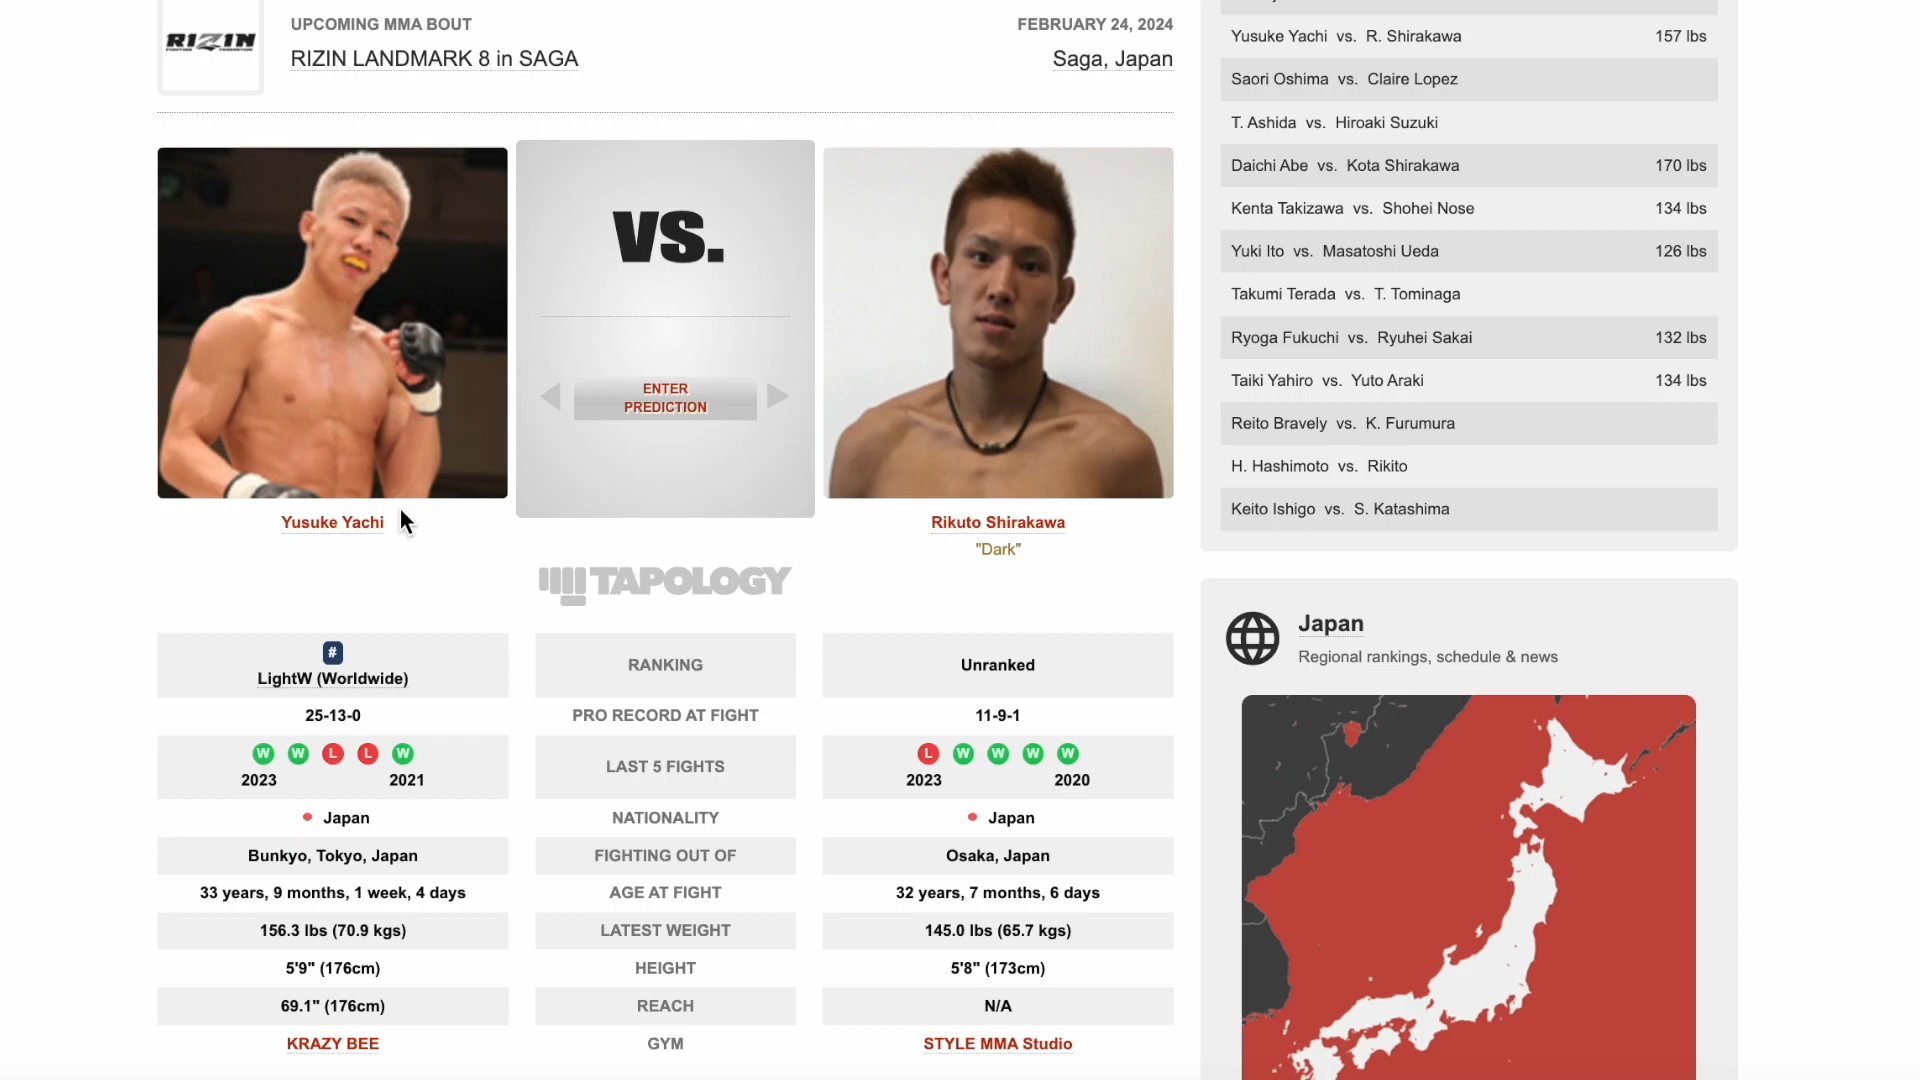 RIZIN
FIGHTING FEDERATION
UPCOMING MMA BOUT
RIZIN LANDMARK 8 in SAGA
FEBRUARY 24, 2024
Saga, Japan
VS.
ENTER
PREDICTION
Yusuke Yachi
Rikuto Shirakawa
"Dark"
TAPOLOGY
#
LightW (Worldwide)
RANKING
Unranked
25-13-0
PRO RECORD AT FIGHT
11-9-1
W W L L W
2023 2021
LAST 5 FIGHTS
L W W W W
2023 2020
Japan
NATIONALITY
Japan
Bunkyo, Tokyo, Japan
FIGHTING OUT OF
Osaka, Japan
33 years, 9 months, 1 week, 4 days
AGE AT FIGHT
32 years, 7 months, 6 days
156.3 lbs (70.9 kgs)
LATEST WEIGHT
145.0 lbs (65.7 kgs)
5'9" (176cm)
HEIGHT
5'8" (173cm)
69.1" (176cm)
REACH
N/A
KRAZY BEE
GYM
STYLE MMA Studio
Yusuke Yachi vs. R. Shirakawa 157 lbs
Saori Oshima vs. Claire Lopez
T. Ashida vs. Hiroaki Suzuki
Daichi Abe vs. Kota Shirakawa 170 lbs
Kenta Takizawa vs. Shohei Nose 134 lbs
Yuki Ito vs. Masatoshi Ueda 126 lbs
Takumi Terada vs. T. Tominaga
Ryoga Fukuchi vs. Ryuhei Sakai 132 lbs
Taiki Yahiro vs. Yuto Araki 134 lbs
Reito Bravely vs. K. Furumura
H. Hashimoto vs. Rikito
Keito Ishigo vs. S. Katashima
Japan
Regional rankings, schedule & news